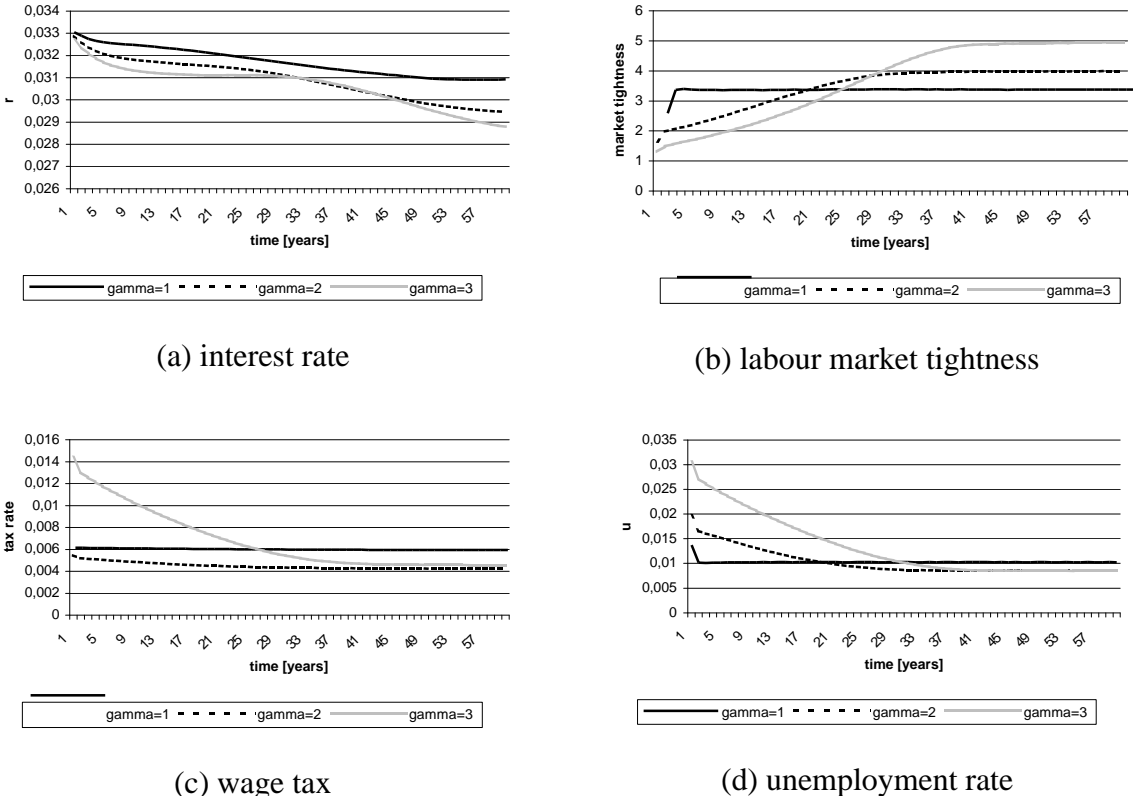 0,034
0,033
0,032
0,031
0,03
0,029
0,028
0,027
0,026
r
1 5 9 13 17 21 25 29 33 37 41 45 49 53 57
time [years]
gamma=1 gamma=2 gamma=3
(a) interest rate
6
5
4
3
2
1
0
market tightness
1 5 9 13 17 21 25 29 33 37 41 45 49 53 57
time [years]
gamma=1 gamma=2 gamma=3
(b) labour market tightness
0,016
0,014
0,012
0,01
0,008
0,006
0,004
0,002
0
tax rate
1 5 9 13 17 21 25 29 33 37 41 45 49 53 57
time [years]
gamma=1 gamma=2 gamma=3
(c) wage tax
0,035
0,03
0,025
0,02
0,015
0,01
0,005
0
u
1 5 9 13 17 21 25 29 33 37 41 45 49 53 57
time [years]
gamma=1 gamma=2 gamma=3
(d) unemployment rate